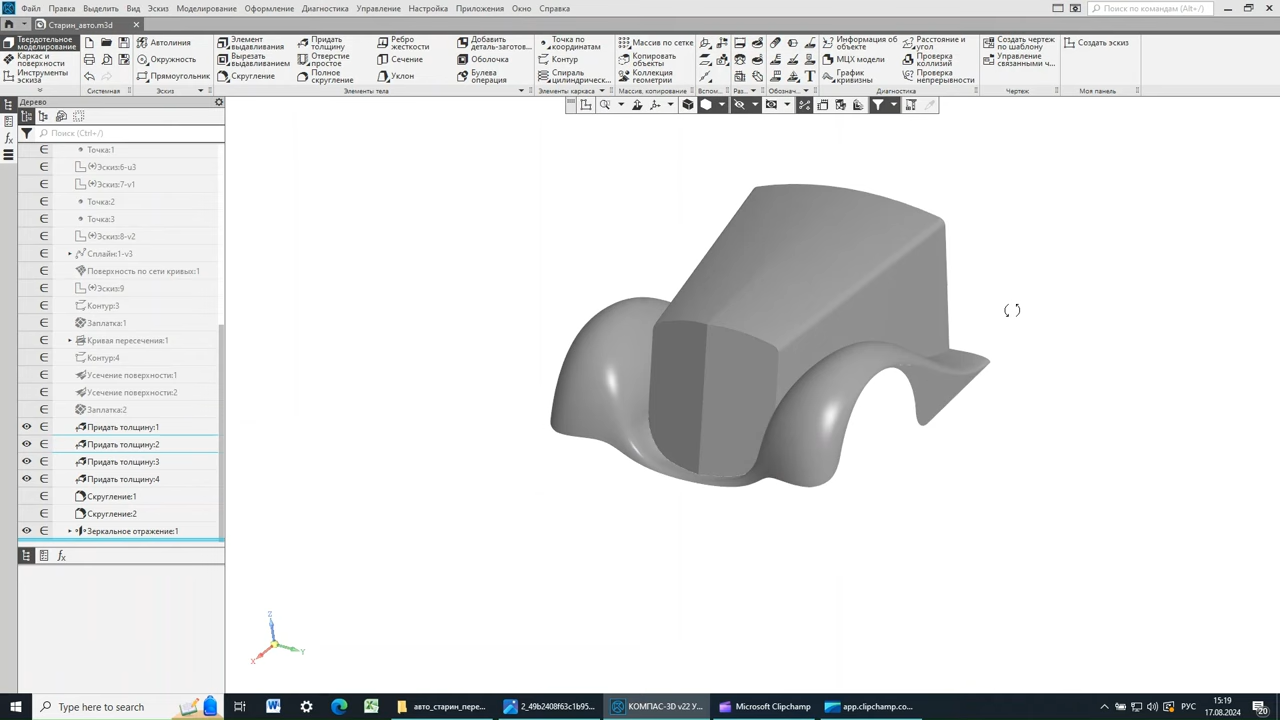 Файл Правка Выделить Вид Эскиз Моделирование Оформление Диагностика Управление Настройка Приложения Окно Справка
Поиск по командам (Alt+/)
Старин_авто.m3d
Твердотельное моделирование
Каркас и поверхности
Инструменты эскиза
Системная
Автолиния
Окружность
Прямоугольник
Эскиз
Элемент выдавливания
Вырезать выдавливанием
Скругление
Придать толщину
Отверстие простое
Полное скругление
Ребро жесткости
Сечение
Уклон
Добавить деталь-заготов...
Оболочка
Булева операция
Элементы тела
Точка по координатам
Контур
Спираль цилиндрическ...
Элементы каркаса
Массив по сетке
Копировать объекты
Коллекция геометрии
Массив, копирование
Вспом...
Раз...
Обознач...
Информация об объекте
МЦХ модели
График кривизны
Расстояние и угол
Проверка коллизий
Проверка непрерывности
Диагностика
Создать чертеж по шаблону
Управление связанными ч...
Чертеж
Создать эскиз
Моя панель
Дерево
Поиск (Ctrl+/)
Точка:1
(+)Эскиз:6-u3
(+)Эскиз:7-v1
Точка:2
Точка:3
(+)Эскиз:8-v2
Сплайн:1-v3
Поверхность по сети кривых:1
(+)Эскиз:9
Контур:3
Заплатка:1
Кривая пересечения:1
Контур:4
Усечение поверхности:1
Усечение поверхности:2
Заплатка:2
Придать толщину:1
Придать толщину:2
Придать толщину:3
Придать толщину:4
Скругление:1
Скругление:2
Зеркальное отражение:1
Z
X
Y
Type here to search
авто_старин_пере...
2_49b2408f63c1b95...
КОМПАС-3D v22 У...
Microsoft Clipchamp
app.clipchamp.co...
РУС
15:19
17.08.2024
20